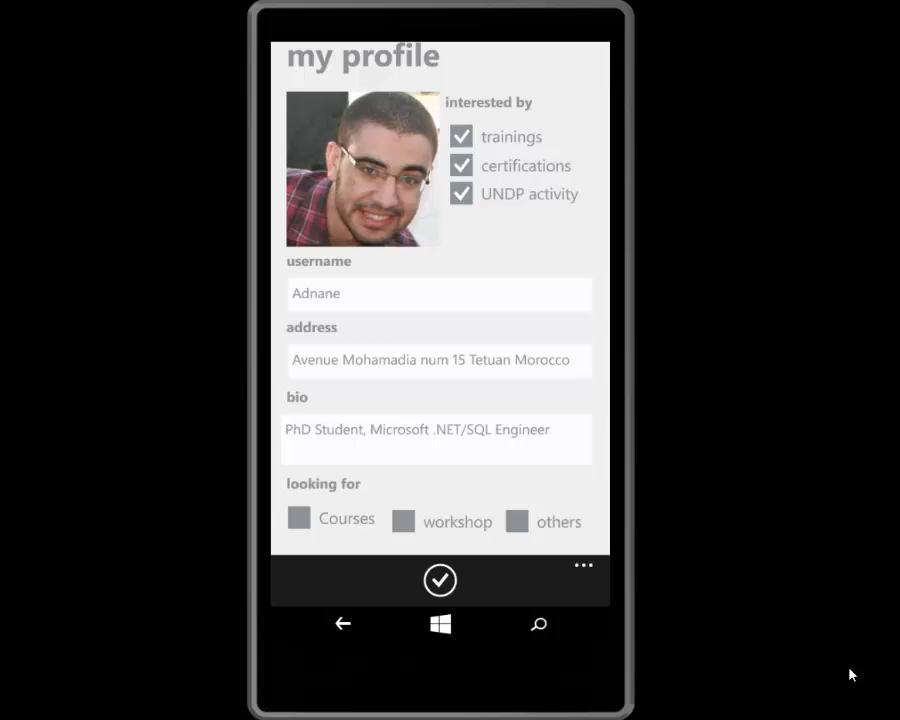 my profile
interested by
trainings
certifications
UNDP activity
username
Adnane
address
Avenue Mohamadia num 15 Tetuan Morocco
bio
PhD Student, Microsoft .NET/SQL Engineer
looking for
Courses workshop others